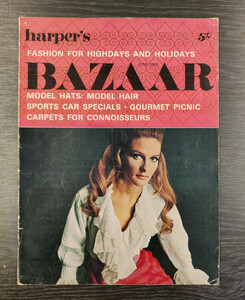 harper's
5/-
FASHION FOR HIGHDAYS AND HOLIDAYS
BAZAAR
MODEL HATS: MODEL HAIR
SPORTS CAR SPECIALS • GOURMET PICNIC
CARPETS FOR CONNOISSEURS